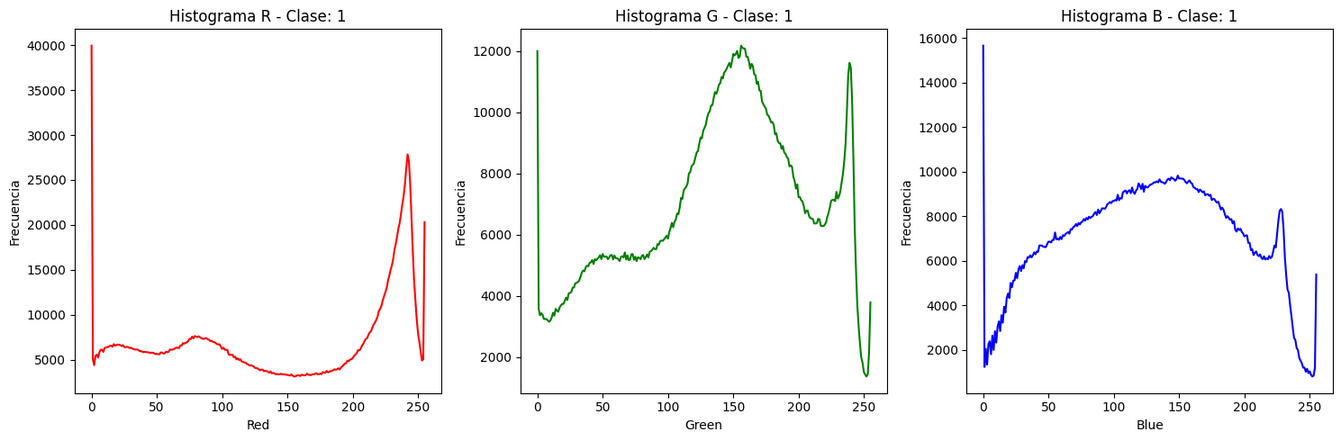 Histograma R - Clase: 1
40000
35000
30000
25000
20000
15000
10000
5000
Frecuencia
0 50 100 150 200 250
Red
Histograma G - Clase: 1
12000
10000
8000
6000
4000
2000
Frecuencia
0 50 100 150 200 250
Green
Histograma B - Clase: 1
16000
14000
12000
10000
8000
6000
4000
2000
Frecuencia
0 50 100 150 200 250
Blue